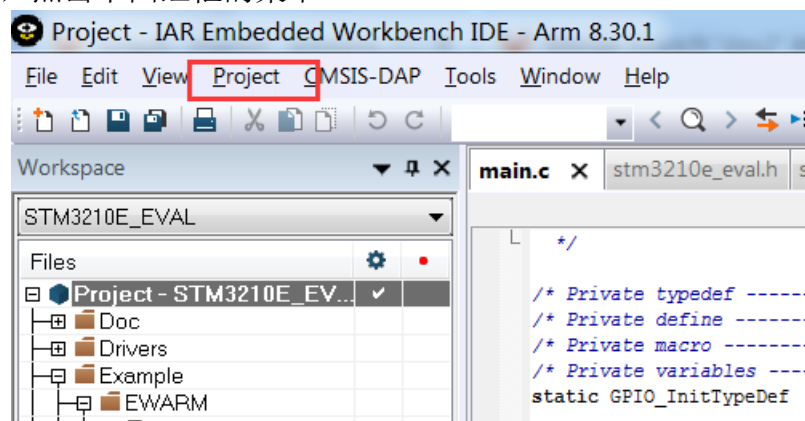 Project - IAR Embedded Workbench IDE - Arm 8.30.1
File Edit View Project CMSIS-DAP Tools Window Help
Workspace
main.c stm3210e_eval.h s
STM3210E_EVAL
*/
Files
Project - STM3210E_EV...
/* Private typedef -----
Doc
/* Private define ------
Drivers
/* Private macro -------
Example
/* Private variables ---
EWARM
static GPIO_InitTypeDef